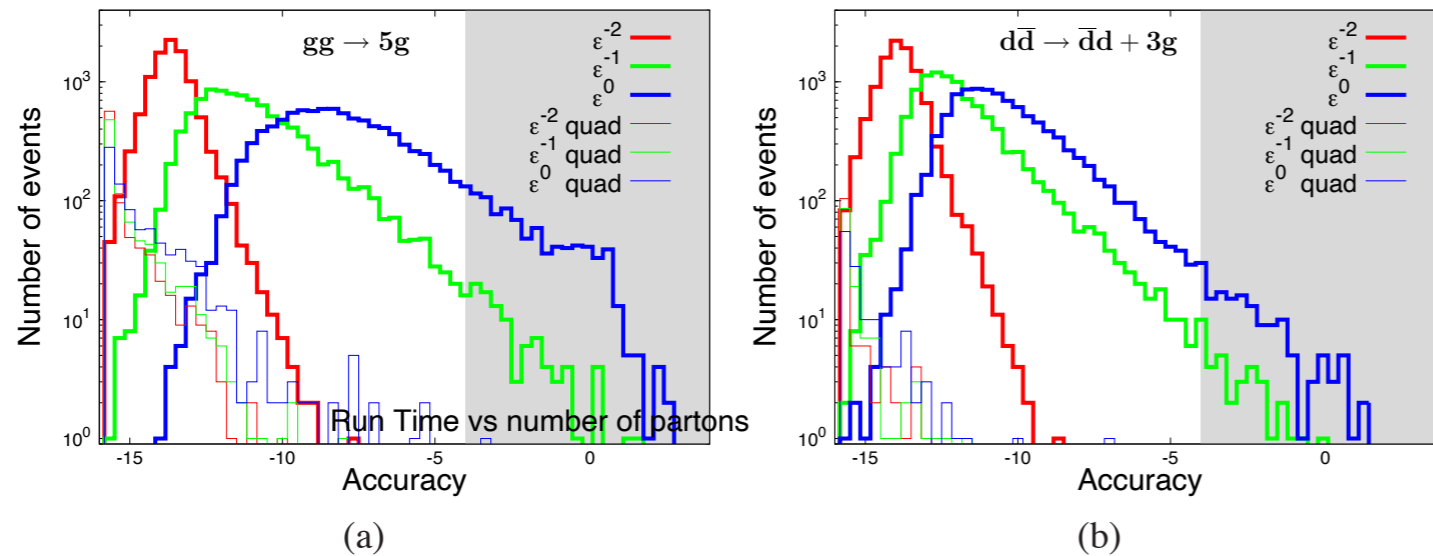 gg → 5g
ε^-2
ε^-1
ε^0
ε^-2 quad
ε^-1 quad
ε^0 quad
Number of events
10^3
10^2
10^1
10^0
Run Time vs number of partons
-15 -10 -5 0
Accuracy
(a)
dd̅ → d̅d + 3g
ε^-2
ε^-1
ε^0
ε^-2 quad
ε^-1 quad
ε^0 quad
Number of events
10^3
10^2
10^1
10^0
-15 -10 -5 0
Accuracy
(b)